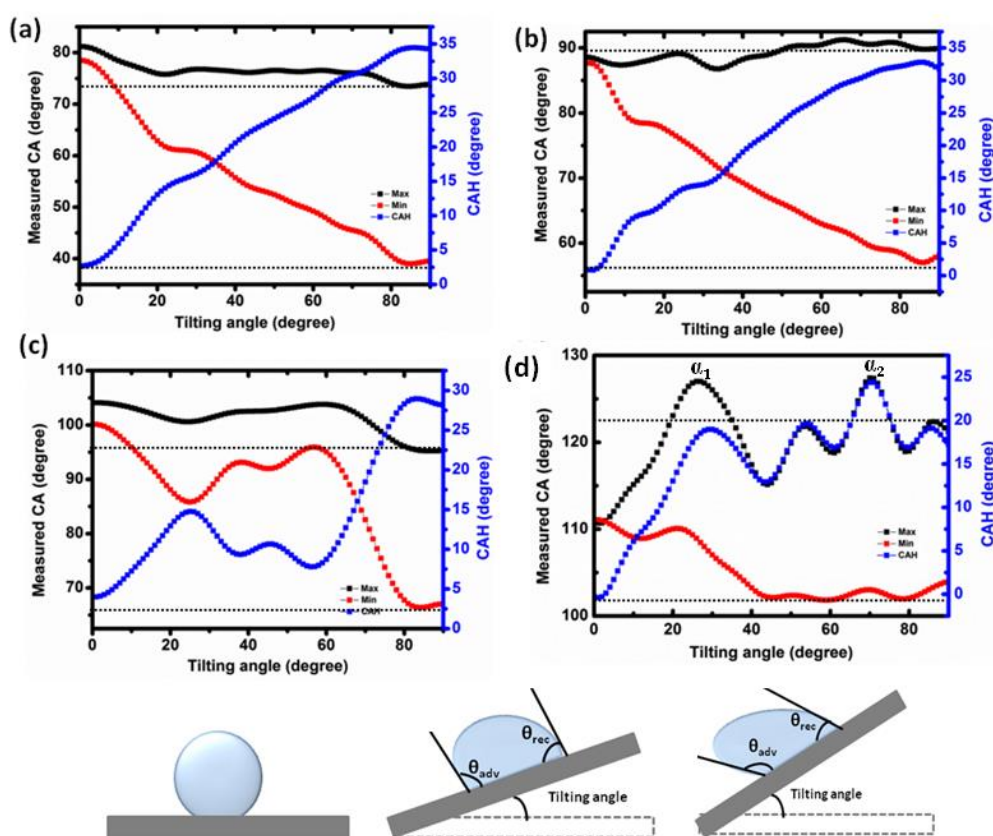 (a)
80
70
60
50
40
Measured CA (degree)
35
30
25
20
15
10
5
0
CAH (degree)
Max
Min
CAH
0 20 40 60 80
Tilting angle (degree)
(b)
90
80
70
60
Measured CA (degree)
35
30
25
20
15
10
5
0
CAH (degree)
Max
Min
CAH
0 20 40 60 80
Tilting angle (degree)
(c)
110
100
90
80
70
Measured CA (degree)
30
25
20
15
10
5
0
CAH (degree)
Max
Min
CAH
0 20 40 60 80
Tilting angle (degree)
(d)
130
120
110
100
Measured CA (degree)
α1 α2
25
20
15
10
5
0
CAH (degree)
Max
Min
CAH
0 20 40 60 80
Tilting angle (degree)
θadv
θrec
Tilting angle
θadv
θrec
Tilting angle